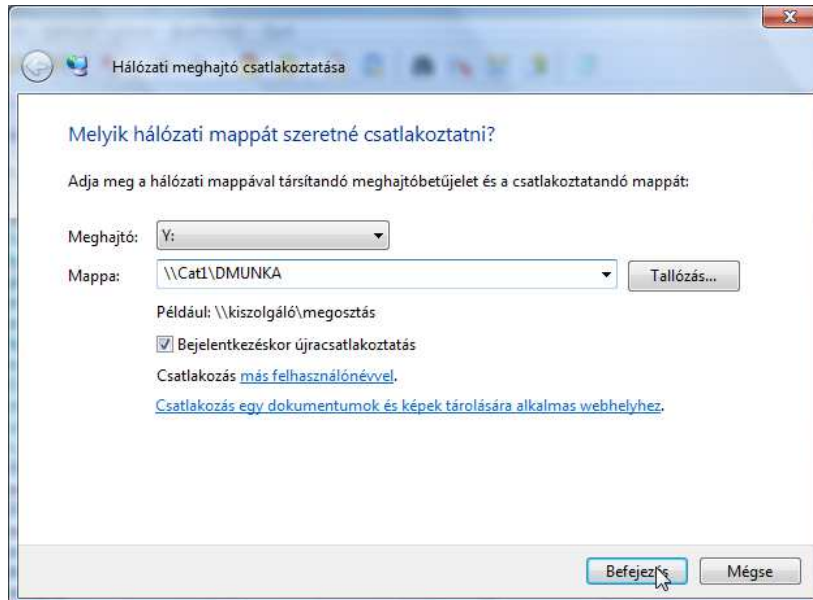 Hálózati meghajtó csatlakoztatása
Melyik hálózati mappát szeretné csatlakoztatni?
Adja meg a hálózati mappával társítandó meghajtóbetűjelet és a csatlakoztatandó mappát:
Meghajtó: Y:
Mappa: \\Cat1\DMUNKA Tallózás...
Például: \\kiszolgáló\megosztás
Bejelentkezéskor újracsatlakoztatás
Csatlakozás más felhasználónévvel.
Csatlakozás egy dokumentumok és képek tárolására alkalmas webhelyhez.
Befejezés Mégse